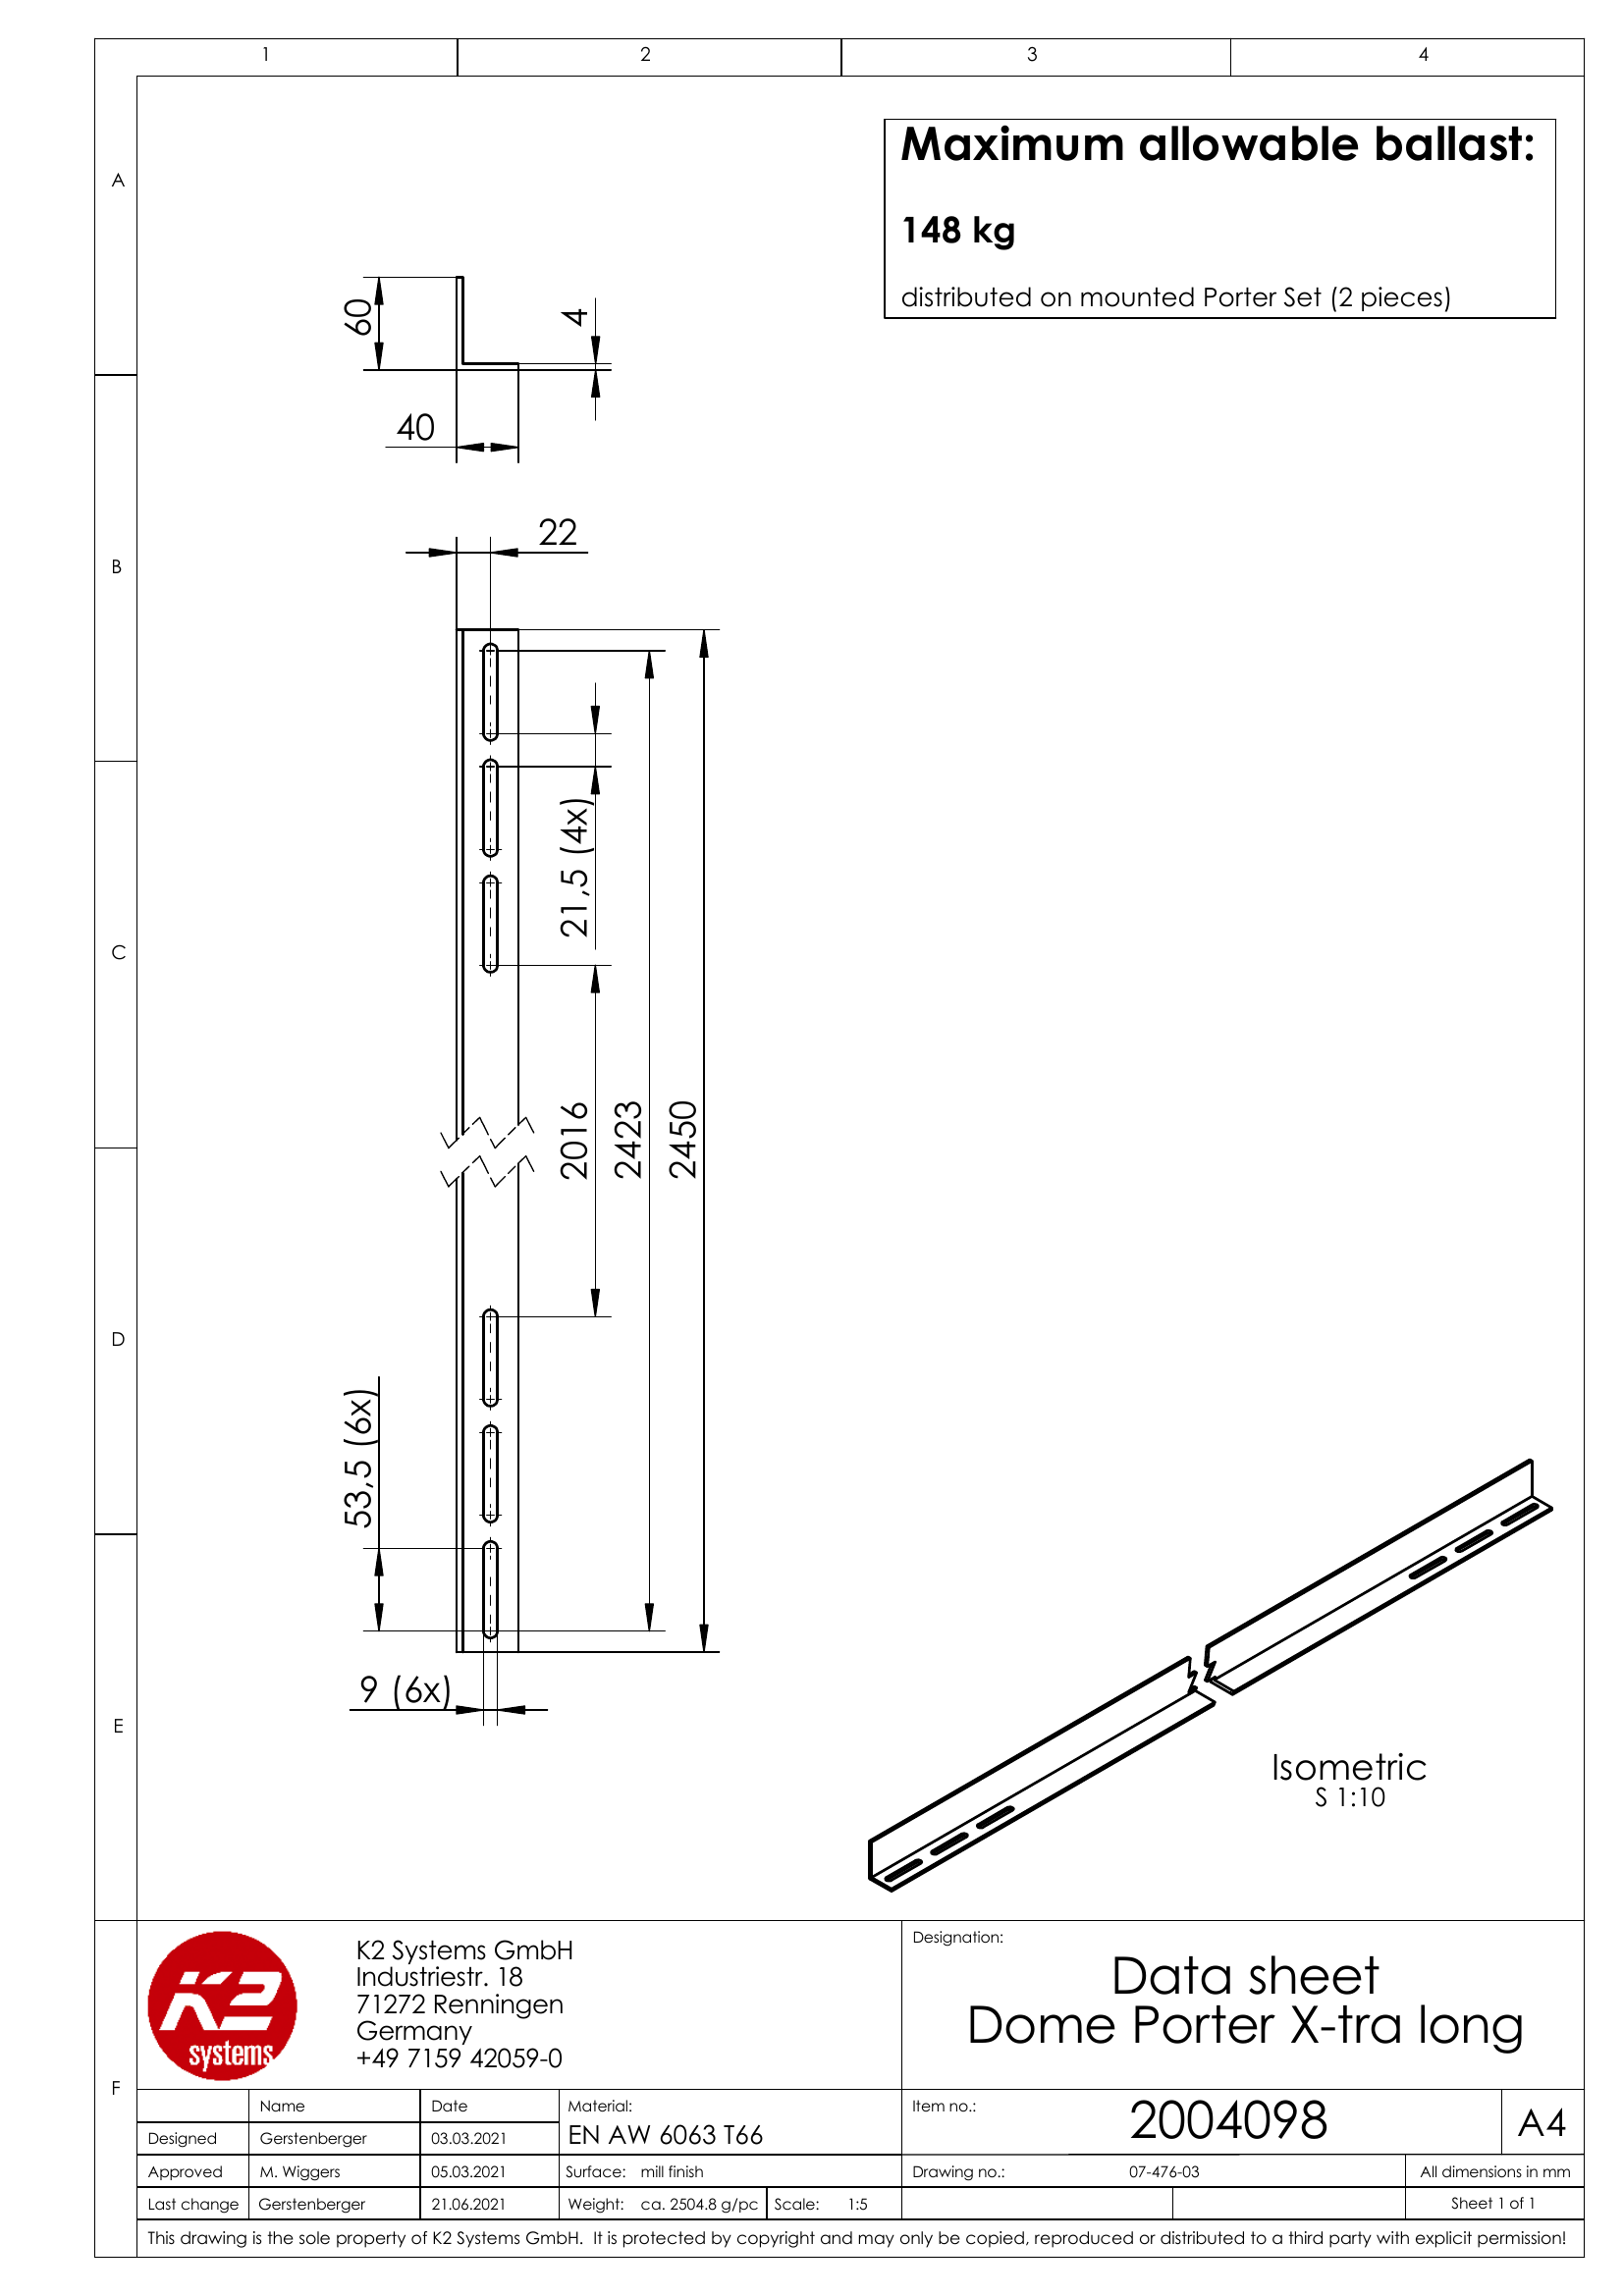 1 2 3 4
A
B
C
D
E
F
Maximum allowable ballast:
148 kg
distributed on mounted Porter Set (2 pieces)
60
4
40
22
21,5 (4x)
2016
2423
2450
53,5 (6x)
9 (6x)
Isometric
S 1:10
K2
systems
K2 Systems GmbH
Industriestr. 18
71272 Renningen
Germany
+49 7159 42059-0
Designation:
Data sheet
Dome Porter X-tra long
Name Date Material:
EN AW 6063 T66
Item no.: 2004098 A4
Designed Gerstenberger 03.03.2021
Approved M. Wiggers 05.03.2021 Surface: mill finish Drawing no.: 07-476-03 All dimensions in mm
Last change Gerstenberger 21.06.2021 Weight: ca. 2504.8 g/pc Scale: 1:5 Sheet 1 of 1
This drawing is the sole property of K2 Systems GmbH. It is protected by copyright and may only be copied, reproduced or distributed to a third party with explicit permission!